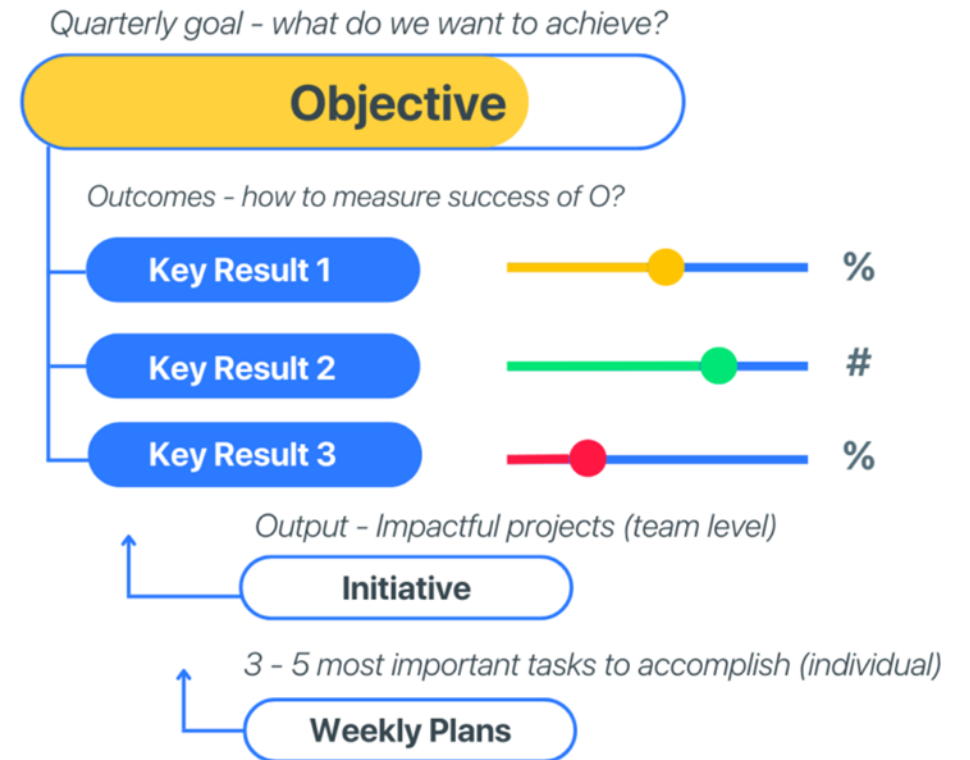 Quarterly goal - what do we want to achieve?
Objective
Outcomes - how to measure success of O?
Key Result 1 %
Key Result 2 #
Key Result 3 %
Output - Impactful projects (team level)
Initiative
3 - 5 most important tasks to accomplish (individual)
Weekly Plans